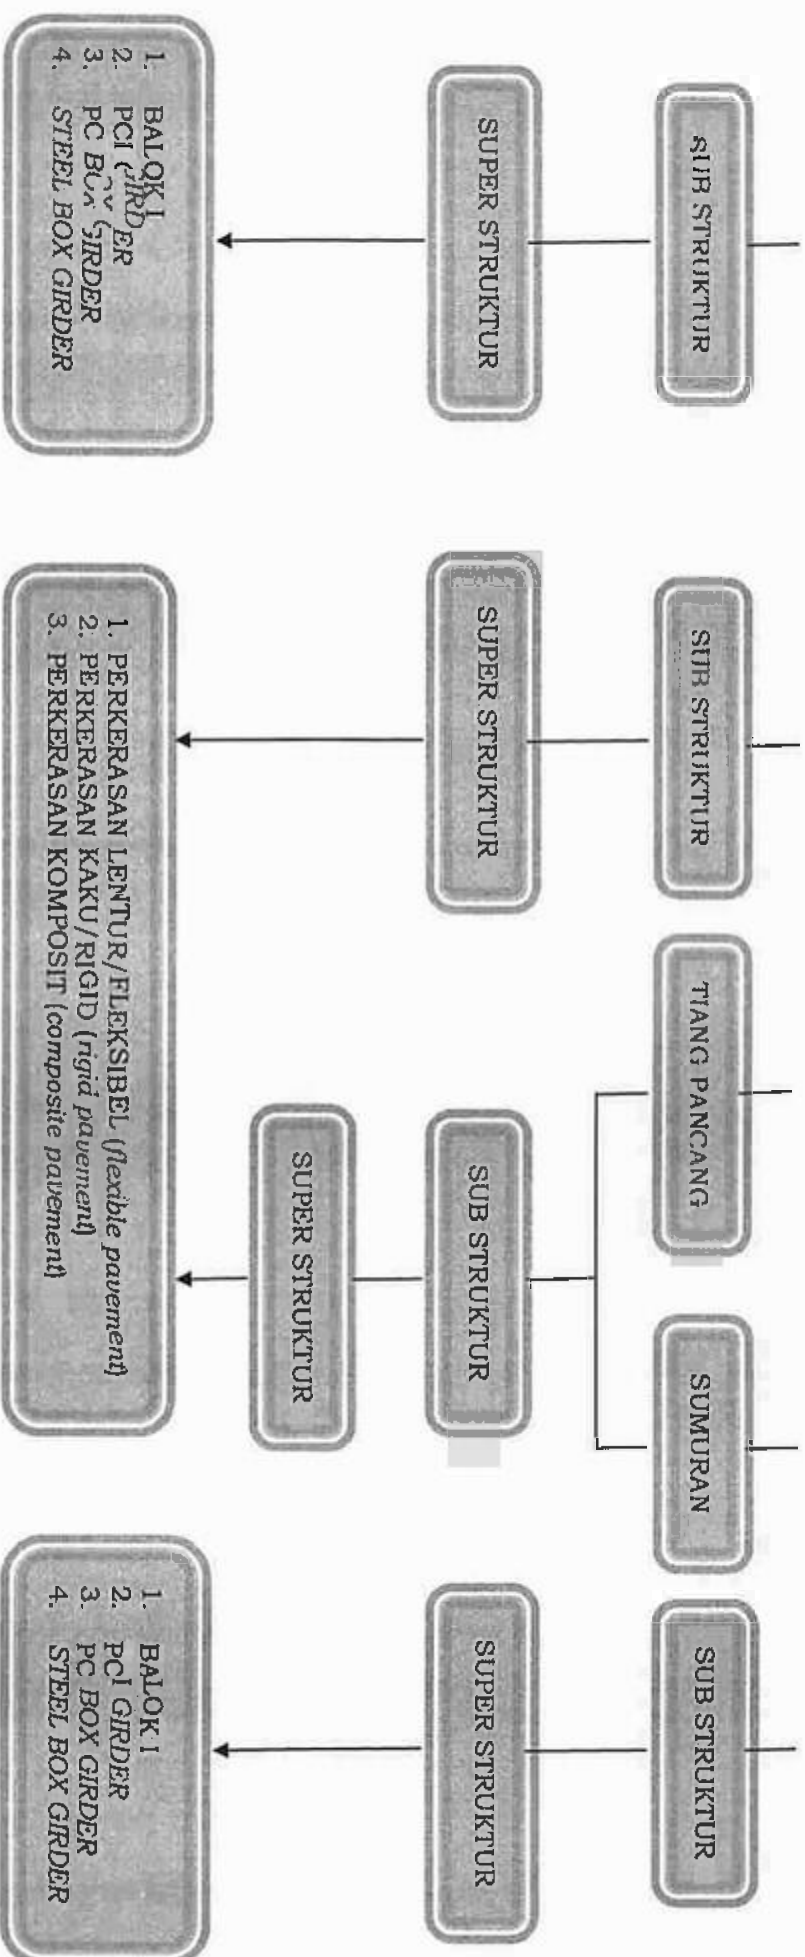 SUB STRUKTUR
SUB STRUKTUR
TIANG PANCANG
SUMURAN
SUB STRUKTUR
SUPER STRUKTUR
SUPER STRUKTUR
SUB STRUKTUR
SUPER STRUKTUR
SUPER STRUKTUR
1. BALOK I
2. PCI GIRDER
3. PC BOX GIRDER
4. STEEL BOX GIRDER
1. PERKERASAN LENTUR/FLEKSIBEL (flexible pavement)
2. PERKERASAN KAKU/RIGID (rigid pavement)
3. PERKERASAN KOMPOSIT (composite pavement)
1. BALOK I
2. PCI GIRDER
3. PC BOX GIRDER
4. STEEL BOX GIRDER